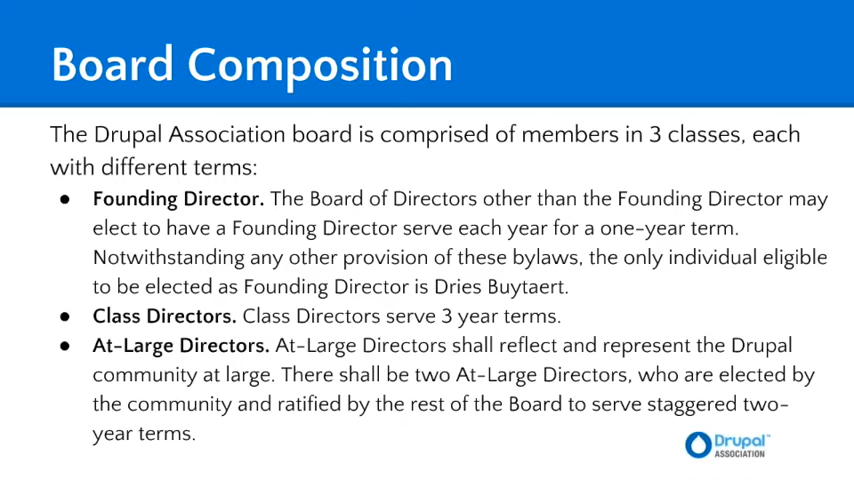 Board Composition
The Drupal Association board is comprised of members in 3 classes, each
with different terms:
● Founding Director. The Board of Directors other than the Founding Director may
elect to have a Founding Director serve each year for a one-year term.
Notwithstanding any other provision of these bylaws, the only individual eligible
to be elected as Founding Director is Dries Buytaert.
● Class Directors. Class Directors serve 3 year terms.
● At-Large Directors. At-Large Directors shall reflect and represent the Drupal
community at large. There shall be two At-Large Directors, who are elected by
the community and ratified by the rest of the Board to serve staggered two-
year terms.
Drupal™
ASSOCIATION